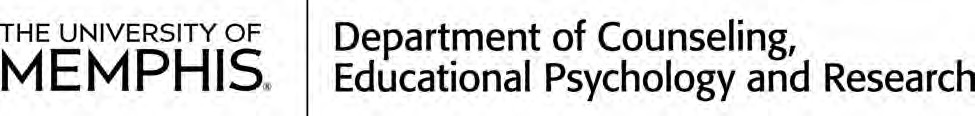 THE UNIVERSITY OF
MEMPHIS®
Department of Counseling,
Educational Psychology and Research